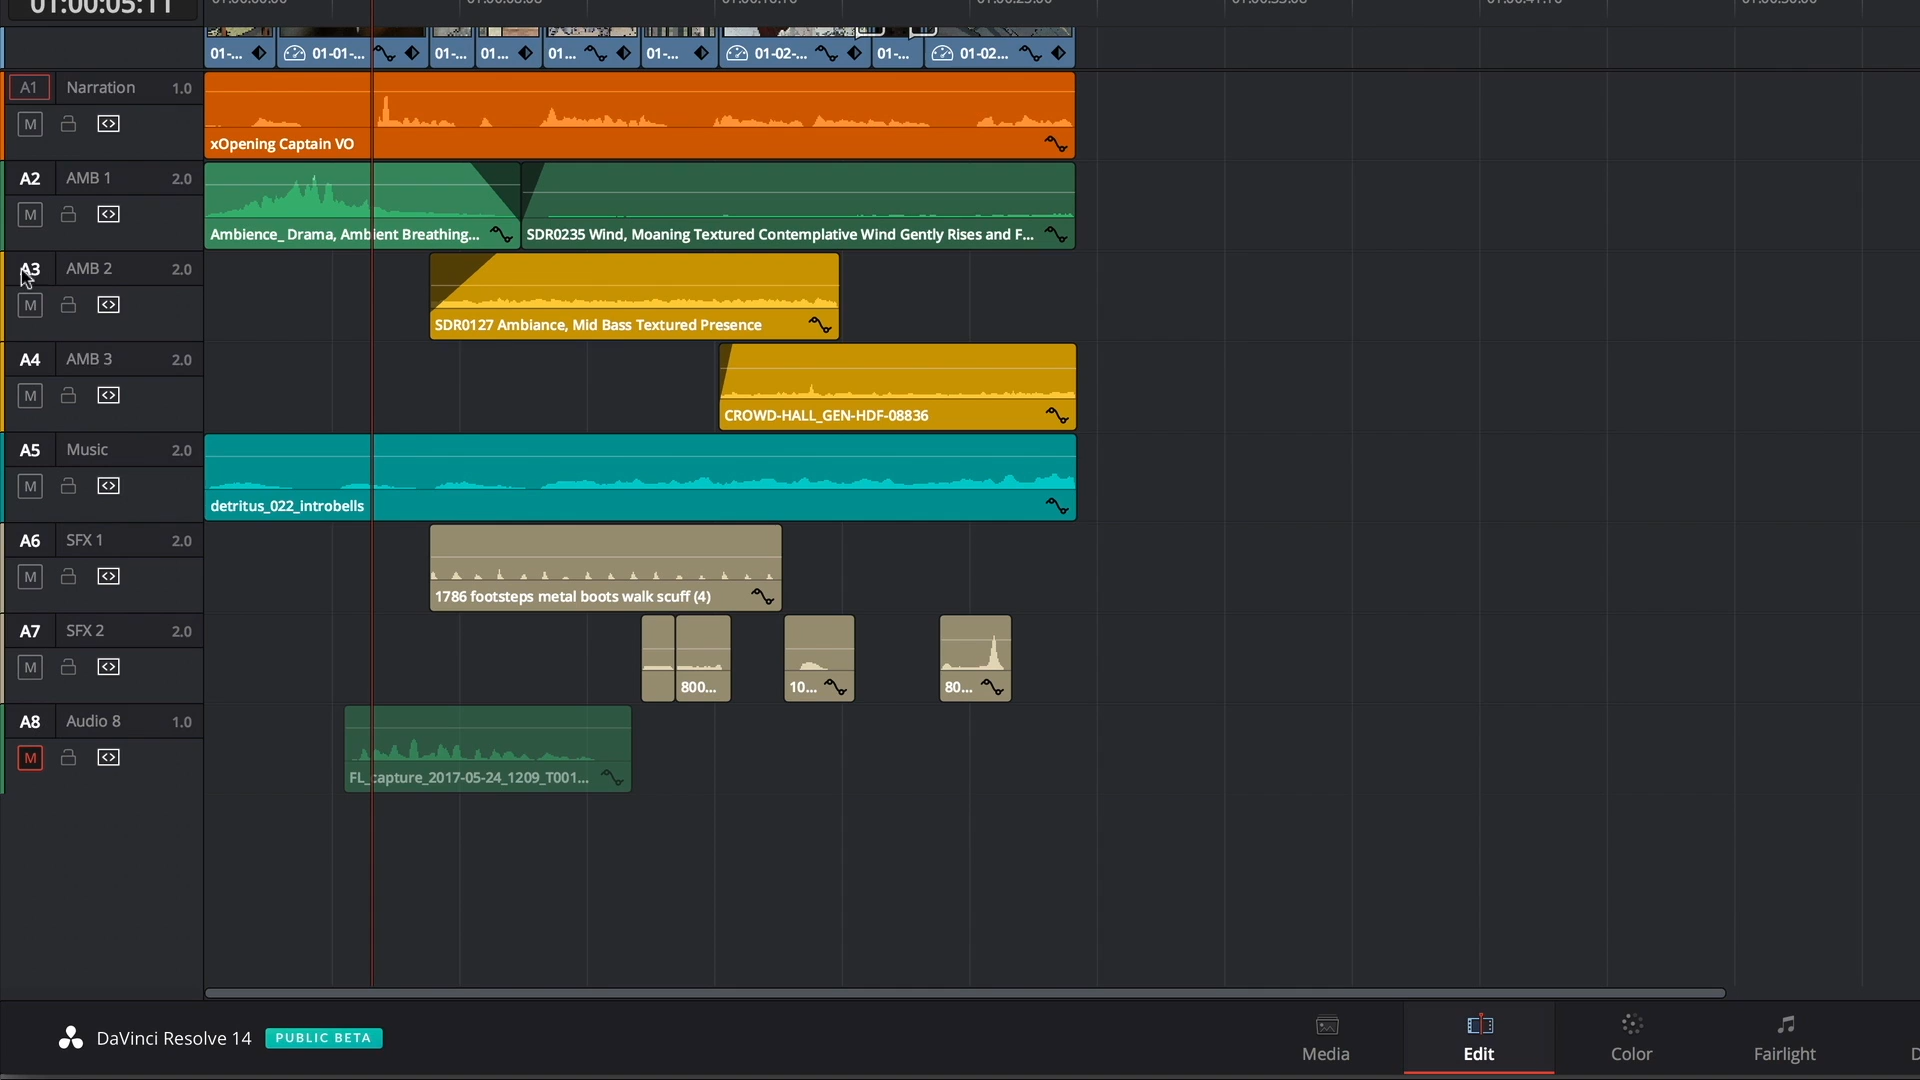 01:00:05:11
01-... 01-01-... 01-... 01... 01... 01-... 01-02-... 01-... 01-02...
A1 Narration 1.0
M
xOpening Captain VO
A2 AMB 1 2.0
M
Ambience_ Drama, Ambient Breathing... SDR0235 Wind, Moaning Textured Contemplative Wind Gently Rises and F...
A3 AMB 2 2.0
M
SDR0127 Ambiance, Mid Bass Textured Presence
A4 AMB 3 2.0
M
CROWD-HALL_GEN-HDF-08836
A5 Music 2.0
M
detritus_022_introbells
A6 SFX 1 2.0
M
1786 footsteps metal boots walk scuff (4)
A7 SFX 2 2.0
M
800... 10... 80...
A8 Audio 8 1.0
M
FL_capture_2017-05-24_1209_T001...
DaVinci Resolve 14 PUBLIC BETA
Media Edit Color Fairlight